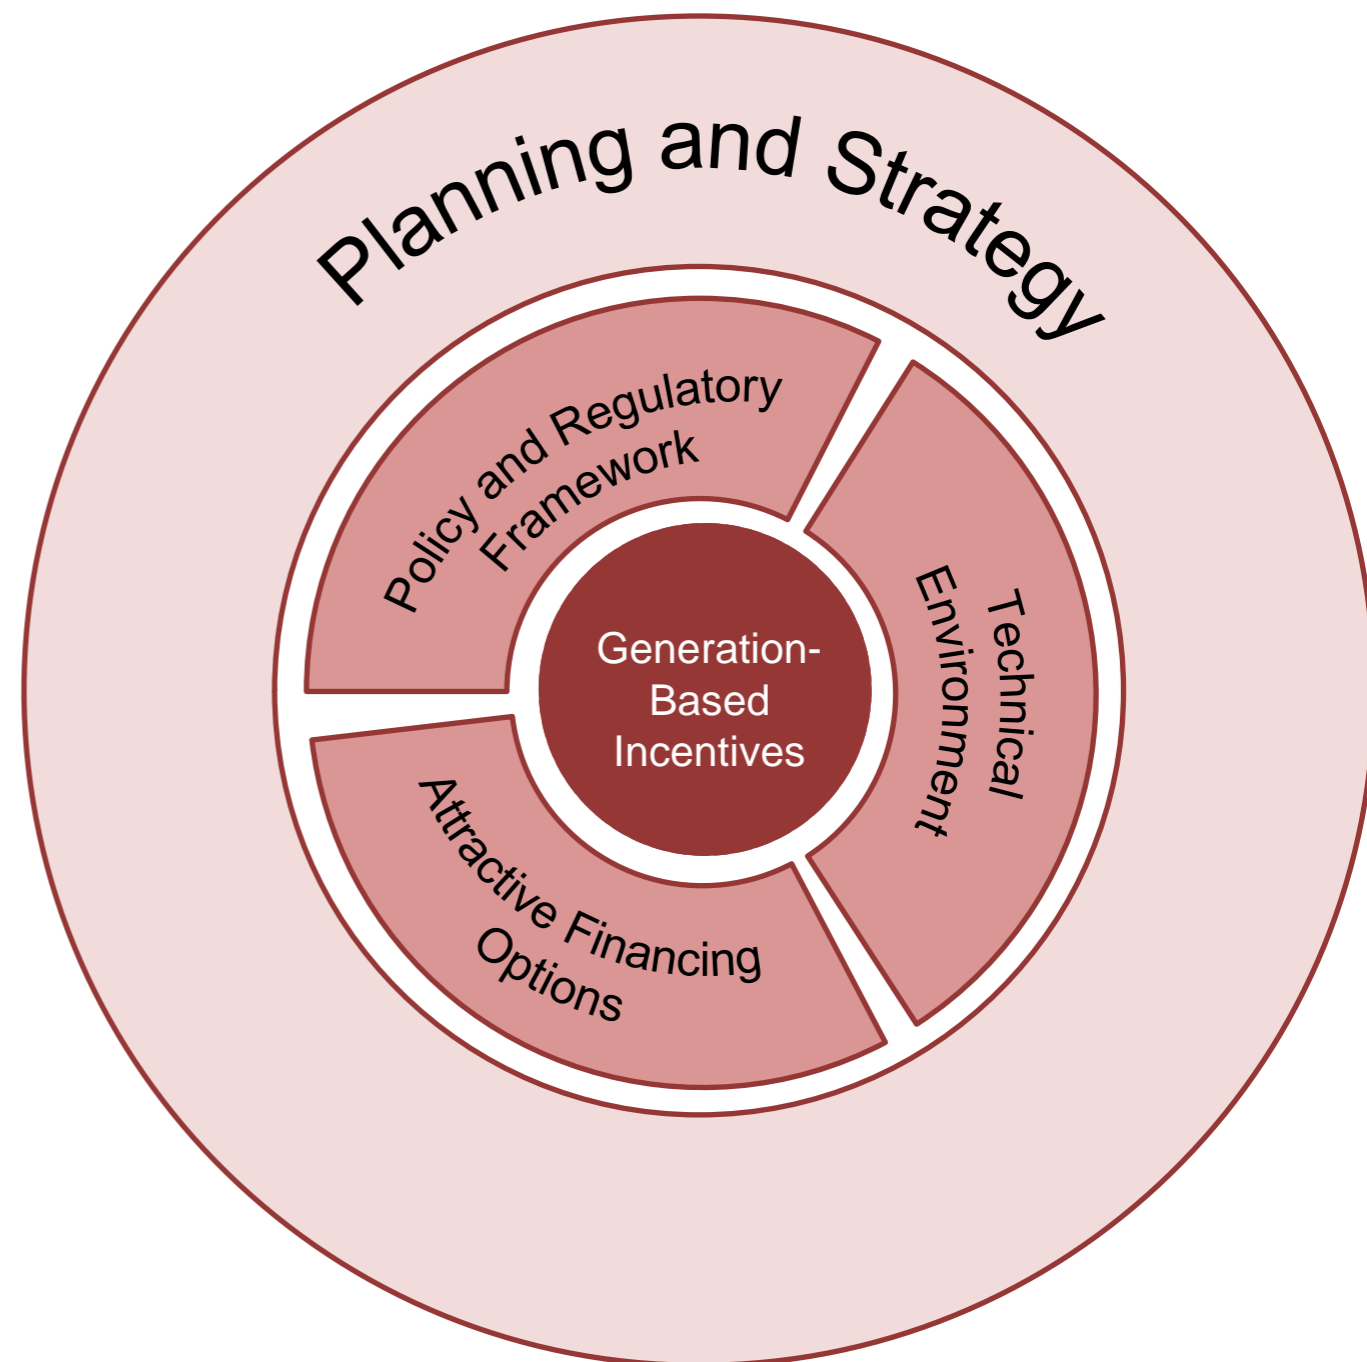 Planning and Strategy
Policy and Regulatory
Framework
Technical
Environment
Generation-
Based
Incentives
Attractive Financing
Options